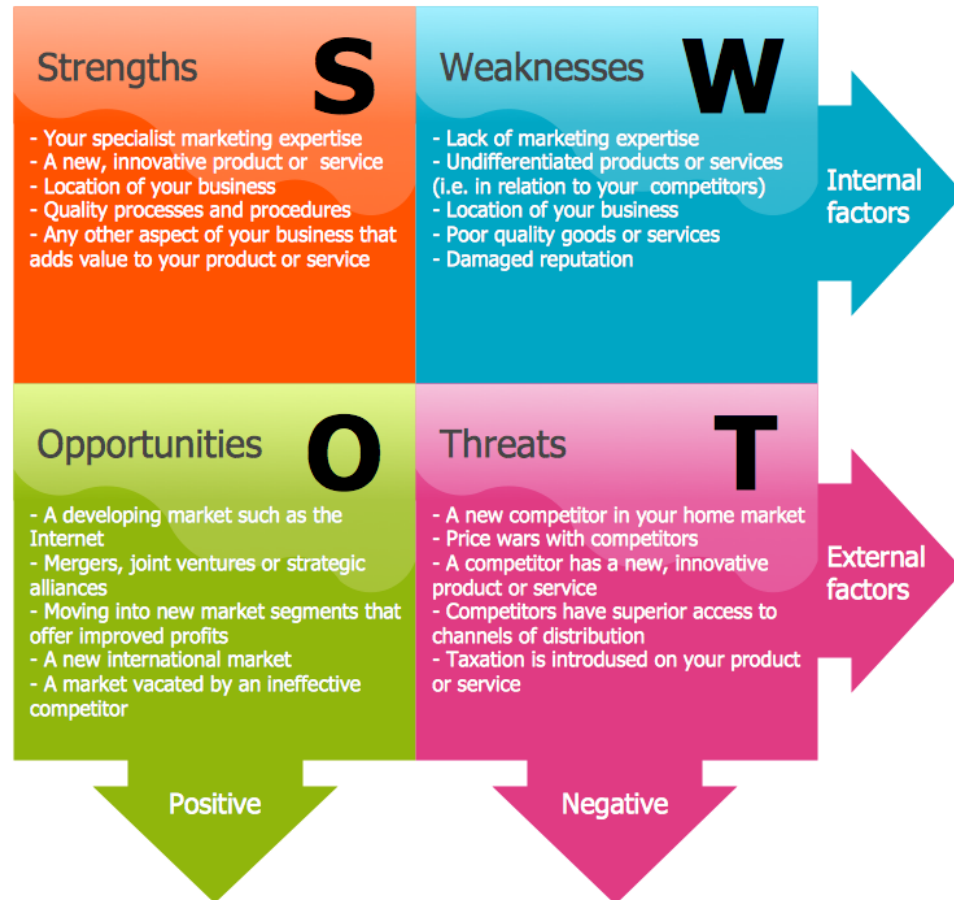 Strengths S
- Your specialist marketing expertise
- A new, innovative product or service
- Location of your business
- Quality processes and procedures
- Any other aspect of your business that
adds value to your product or service
Weaknesses W
- Lack of marketing expertise
- Undifferentiated products or services
(i.e. in relation to your competitors)
- Location of your business
- Poor quality goods or services
- Damaged reputation
Internal
factors
Opportunities O
- A developing market such as the
Internet
- Mergers, joint ventures or strategic
alliances
- Moving into new market segments that
offer improved profits
- A new international market
- A market vacated by an ineffective
competitor
Threats T
- A new competitor in your home market
- Price wars with competitors
- A competitor has a new, innovative
product or service
- Competitors have superior access to
channels of distribution
- Taxation is introdused on your product
or service
External
factors
Positive
Negative